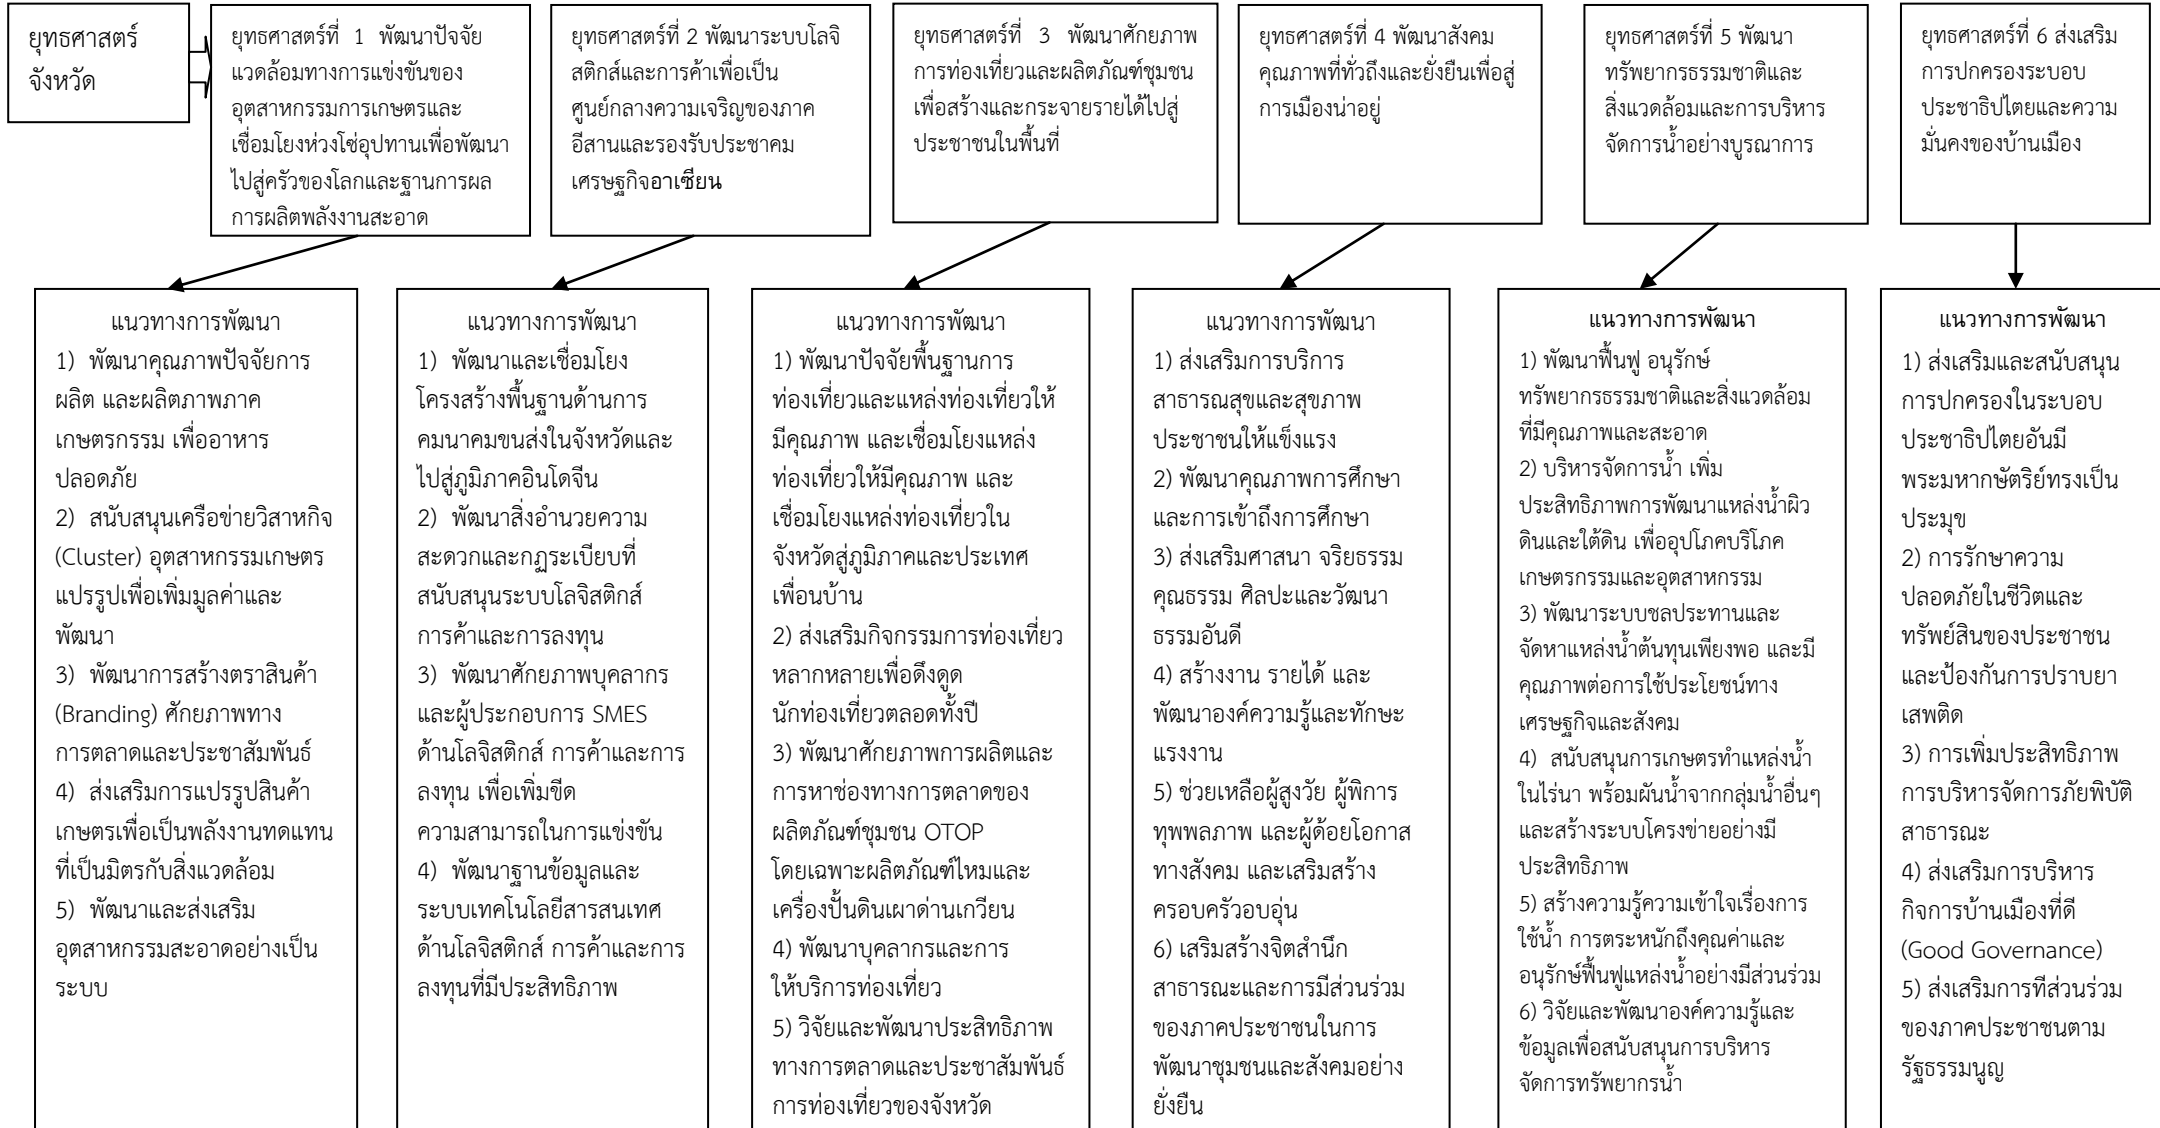 ยุทธศาสตร์
จังหวัด
ยุทธศาสตร์ที่ 1 พัฒนาปัจจัย
แวดล้อมทางการแข่งขันของ
อุตสาหกรรมการเกษตรและ
เชื่อมโยงห่วงโซ่อุปทานเพื่อพัฒนา
ไปสู่ครัวของโลกและฐานการผล
การผลิตพลังงานสะอาด
ยุทธศาสตร์ที่ 2 พัฒนาระบบโลจิ
สติกส์และการค้าเพื่อเป็น
ศูนย์กลางความเจริญของภาค
อีสานและรองรับประชาคม
เศรษฐกิจอาเซียน
ยุทธศาสตร์ที่ 3 พัฒนาศักยภาพ
การท่องเที่ยวและผลิตภัณฑ์ชุมชน
เพื่อสร้างและกระจายรายได้ไปสู่
ประชาชนในพื้นที่
ยุทธศาสตร์ที่ 4 พัฒนาสังคม
คุณภาพที่ทั่วถึงและยั่งยืนเพื่อสู่
การเมืองน่าอยู่
ยุทธศาสตร์ที่ 5 พัฒนา
ทรัพยากรธรรมชาติและ
สิ่งแวดล้อมและการบริหาร
จัดการน้ำอย่างบูรณาการ
ยุทธศาสตร์ที่ 6 ส่งเสริม
การปกครองระบอบ
ประชาธิปไตยและความ
มั่นคงของบ้านเมือง
แนวทางการพัฒนา
1) พัฒนาคุณภาพปัจจัยการ
ผลิต และผลิตภาพภาค
เกษตรกรรม เพื่ออาหาร
ปลอดภัย
2) สนับสนุนเครือข่ายวิสาหกิจ
(Cluster) อุตสาหกรรมเกษตร
แปรรูปเพื่อเพิ่มมูลค่าและ
พัฒนา
3) พัฒนาการสร้างตราสินค้า
(Branding) ศักยภาพทาง
การตลาดและประชาสัมพันธ์
4) ส่งเสริมการแปรรูปสินค้า
เกษตรเพื่อเป็นพลังงานทดแทน
ที่เป็นมิตรกับสิ่งแวดล้อม
5) พัฒนาและส่งเสริม
อุตสาหกรรมสะอาดอย่างเป็น
ระบบ
แนวทางการพัฒนา
1) พัฒนาและเชื่อมโยง
โครงสร้างพื้นฐานด้านการ
คมนาคมขนส่งในจังหวัดและ
ไปสู่ภูมิภาคอินโดจีน
2) พัฒนาสิ่งอำนวยความ
สะดวกและกฏระเบียบที่
สนับสนุนระบบโลจิสติกส์
การค้าและการลงทุน
3) พัฒนาศักยภาพบุคลากร
และผู้ประกอบการ SMES
ด้านโลจิสติกส์ การค้าและการ
ลงทุน เพื่อเพิ่มขีด
ความสามารถในการแข่งขัน
4) พัฒนาฐานข้อมูลและ
ระบบเทคโนโลยีสารสนเทศ
ด้านโลจิสติกส์ การค้าและการ
ลงทุนที่มีประสิทธิภาพ
แนวทางการพัฒนา
1) พัฒนาปัจจัยพื้นฐานการ
ท่องเที่ยวและแหล่งท่องเที่ยวให้
มีคุณภาพ และเชื่อมโยงแหล่ง
ท่องเที่ยวให้มีคุณภาพ และ
เชื่อมโยงแหล่งท่องเที่ยวใน
จังหวัดสู่ภูมิภาคและประเทศ
เพื่อนบ้าน
2) ส่งเสริมกิจกรรมการท่องเที่ยว
หลากหลายเพื่อดึงดูด
นักท่องเที่ยวตลอดทั้งปี
3) พัฒนาศักยภาพการผลิตและ
การหาช่องทางการตลาดของ
ผลิตภัณฑ์ชุมชน OTOP
โดยเฉพาะผลิตภัณฑ์ไหมและ
เครื่องปั้นดินเผาด่านเกวียน
4) พัฒนาบุคลากรและการ
ให้บริการท่องเที่ยว
5) วิจัยและพัฒนาประสิทธิภาพ
ทางการตลาดและประชาสัมพันธ์
การท่องเที่ยวของจังหวัด
แนวทางการพัฒนา
1) ส่งเสริมการบริการ
สาธารณสุขและสุขภาพ
ประชาชนให้แข็งแรง
2) พัฒนาคุณภาพการศึกษา
และการเข้าถึงการศึกษา
3) ส่งเสริมศาสนา จริยธรรม
คุณธรรม ศิลปะและวัฒนา
ธรรมอันดี
4) สร้างงาน รายได้ และ
พัฒนาองค์ความรู้และทักษะ
แรงงาน
5) ช่วยเหลือผู้สูงวัย ผู้พิการ
ทุพพลภาพ และผู้ด้อยโอกาส
ทางสังคม และเสริมสร้าง
ครอบครัวอบอุ่น
6) เสริมสร้างจิตสำนึก
สาธารณะและการมีส่วนร่วม
ของภาคประชาชนในการ
พัฒนาชุมชนและสังคมอย่าง
ยั่งยืน
แนวทางการพัฒนา
1) พัฒนาฟื้นฟู อนุรักษ์
ทรัพยากรธรรมชาติและสิ่งแวดล้อม
ที่มีคุณภาพและสะอาด
2) บริหารจัดการน้ำ เพิ่ม
ประสิทธิภาพการพัฒนาแหล่งน้ำผิว
ดินและใต้ดิน เพื่ออุปโภคบริโภค
เกษตรกรรมและอุตสาหกรรม
3) พัฒนาระบบชลประทานและ
จัดหาแหล่งน้ำต้นทุนเพียงพอ และมี
คุณภาพต่อการใช้ประโยชน์ทาง
เศรษฐกิจและสังคม
4) สนับสนุนการเกษตรทำแหล่งน้ำ
ในไร่นา พร้อมผันน้ำจากกลุ่มน้ำอื่นๆ
และสร้างระบบโครงข่ายอย่างมี
ประสิทธิภาพ
5) สร้างความรู้ความเข้าใจเรื่องการ
ใช้น้ำ การตระหนักถึงคุณค่าและ
อนุรักษ์ฟื้นฟูแหล่งน้ำอย่างมีส่วนร่วม
6) วิจัยและพัฒนาองค์ความรู้และ
ข้อมูลเพื่อสนับสนุนการบริหาร
จัดการทรัพยากรน้ำ
แนวทางการพัฒนา
1) ส่งเสริมและสนับสนุน
การปกครองในระบอบ
ประชาธิปไตยอันมี
พระมหากษัตริย์ทรงเป็น
ประมุข
2) การรักษาความ
ปลอดภัยในชีวิตและ
ทรัพย์สินของประชาชน
และป้องกันการปราบยา
เสพติด
3) การเพิ่มประสิทธิภาพ
การบริหารจัดการภัยพิบัติ
สาธารณะ
4) ส่งเสริมการบริหาร
กิจการบ้านเมืองที่ดี
(Good Governance)
5) ส่งเสริมการที่ส่วนร่วม
ของภาคประชาชนตาม
รัฐธรรมนูญ